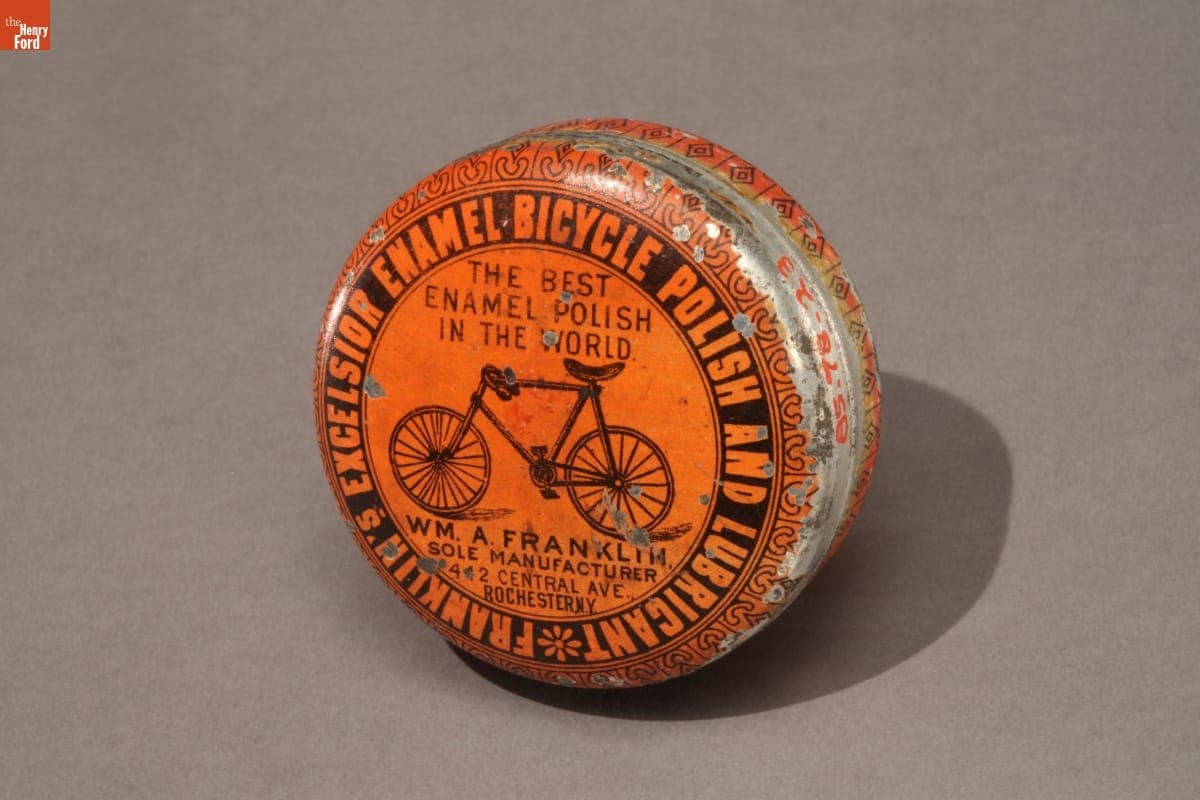 the
Henry
Ford
FRANKLIN'S EXCELSIOR ENAMEL BICYCLE POLISH AND LUBRICANT
THE BEST
ENAMEL POLISH
IN THE WORLD.
WM. A. FRANKLIN,
SOLE MANUFACTURER
CENTRAL AVE.,
ROCHESTER.N.Y.